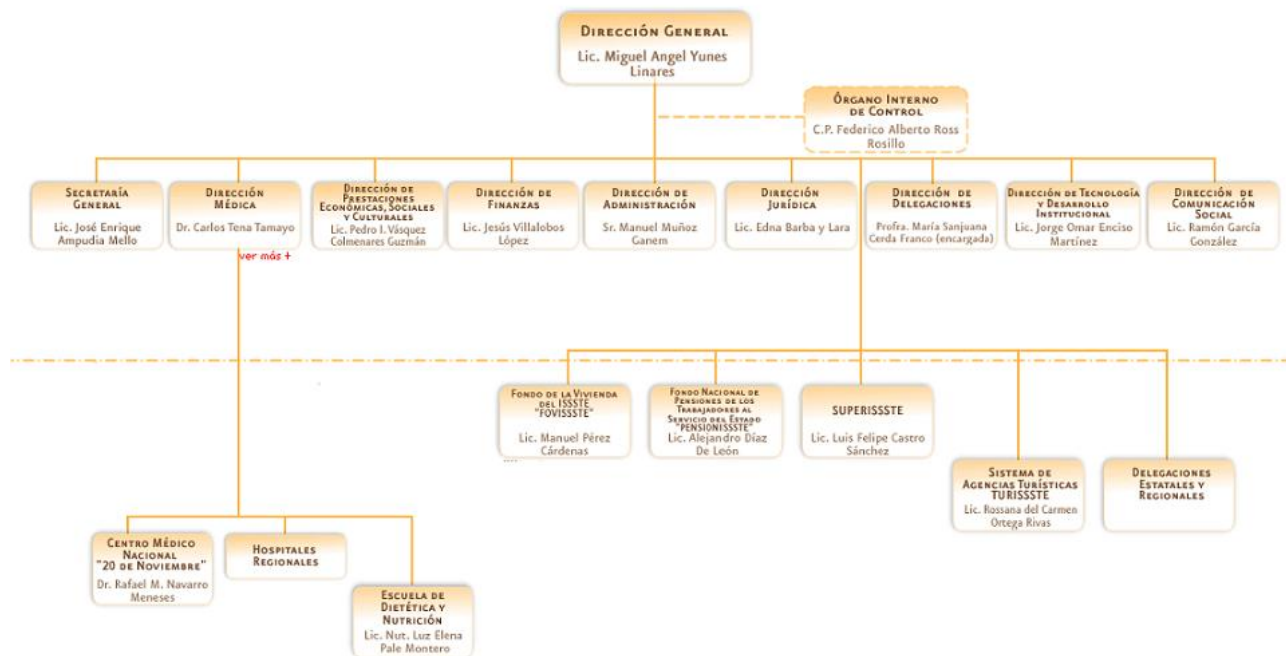 DIRECCIÓN GENERAL
Lic. Miguel Angel Yunes
Linares
ÓRGANO INTERNO
DE CONTROL
C.P. Federico Alberto Ross
Rosillo
SECRETARÍA
GENERAL
Lic. José Enrique
Ampudia Mello
DIRECCIÓN
MÉDICA
Dr. Carlos Tena Tamayo
ver más +
DIRECCIÓN DE
PRESTACIONES
ECONÓMICAS, SOCIALES
Y CULTURALES
Lic. Pedro I. Vásquez
Colmenares Guzmán
DIRECCIÓN DE
FINANZAS
Lic. Jesús Villalobos
López
DIRECCIÓN DE
ADMINISTRACIÓN
Sr. Manuel Muñoz
Ganem
DIRECCIÓN
JURÍDICA
Lic. Edna Barba y Lara
DIRECCIÓN DE
DELEGACIONES
Profra. María Sanjuana
Cerda Franco (encargada)
DIRECCIÓN DE TECNOLOGÍA
Y DESARROLLO
INSTITUCIONAL
Lic. Jorge Omar Enciso
Martínez
DIRECCIÓN DE
COMUNICACIÓN
SOCIAL
Lic. Ramón García
González
FONDO DE LA VIVIENDA
DEL ISSSTE
"FOVISSSTE"
Lic. Manuel Pérez
Cárdenas
FONDO NACIONAL DE
PENSIONES DE LOS
TRABAJADORES AL
SERVICIO DEL ESTADO
"PENSIONISSSTE"
Lic. Alejandro Díaz
De León
SUPERISSSTE
Lic. Luis Felipe Castro
Sánchez
SISTEMA DE
AGENCIAS TURÍSTICAS
TURISSSTE
Lic. Rossana del Carmen
Ortega Rivas
DELEGACIONES
ESTATALES Y
REGIONALES
CENTRO MÉDICO
NACIONAL
"20 DE NOVIEMBRE"
Dr. Rafael M. Navarro
Meneses
HOSPITALES
REGIONALES
ESCUELA DE
DIETÉTICA Y
NUTRICIÓN
Lic. Nut. Luz Elena
Pale Montero